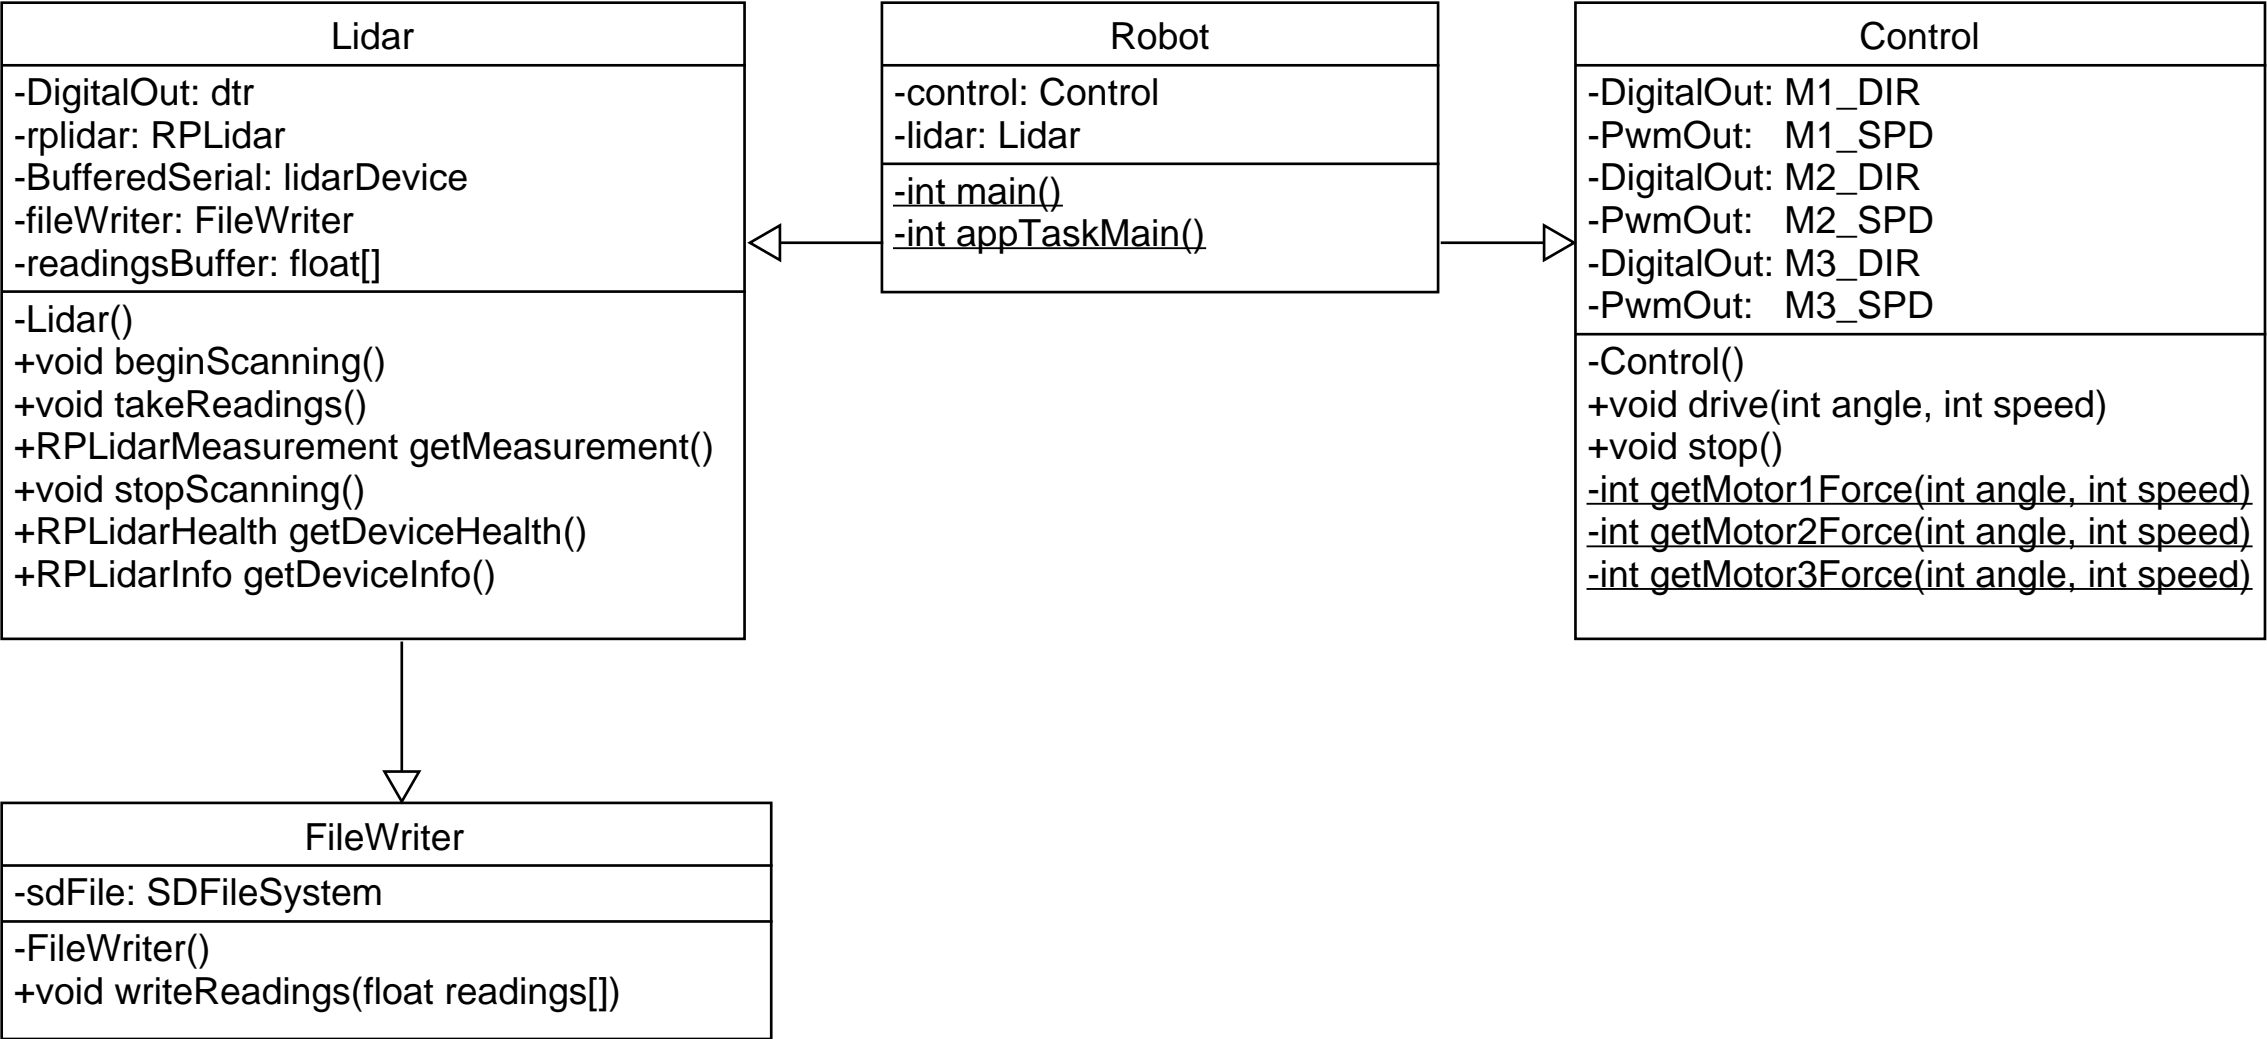 Lidar
-DigitalOut: dtr
-rplidar: RPLidar
-BufferedSerial: lidarDevice
-fileWriter: FileWriter
-readingsBuffer: float[]
-Lidar()
+void beginScanning()
+void takeReadings()
+RPLidarMeasurement getMeasurement()
+void stopScanning()
+RPLidarHealth getDeviceHealth()
+RPLidarInfo getDeviceInfo()
Robot
-control: Control
-lidar: Lidar
-int main()
-int appTaskMain()
Control
-DigitalOut: M1_DIR
-PwmOut: M1_SPD
-DigitalOut: M2_DIR
-PwmOut: M2_SPD
-DigitalOut: M3_DIR
-PwmOut: M3_SPD
-Control()
+void drive(int angle, int speed)
+void stop()
-int getMotor1Force(int angle, int speed)
-int getMotor2Force(int angle, int speed)
-int getMotor3Force(int angle, int speed)
FileWriter
-sdFile: SDFileSystem
-FileWriter()
+void writeReadings(float readings[])